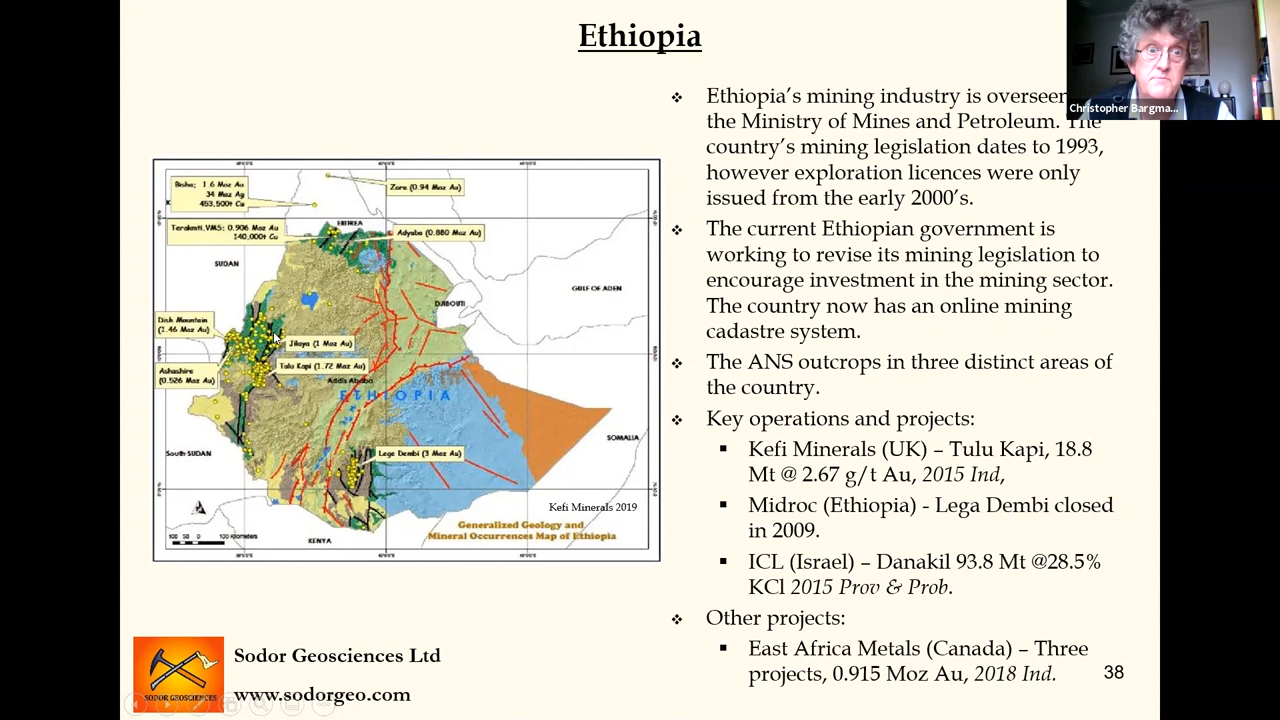 Ethiopia
Christopher Bargma...
Ethiopia's mining industry is overseen
the Ministry of Mines and Petroleum. The
country's mining legislation dates to 1993,
however exploration licences were only
issued from the early 2000's.
The current Ethiopian government is
working to revise its mining legislation to
encourage investment in the mining sector.
The country now has an online mining
cadastre system.
The ANS outcrops in three distinct areas of
the country.
Key operations and projects:
Kefi Minerals (UK) – Tulu Kapi, 18.8
Mt @ 2.67 g/t Au, 2015 Ind,
Midroc (Ethiopia) - Lega Dembi closed
in 2009.
ICL (Israel) – Danakil 93.8 Mt @28.5%
KCl 2015 Prov & Prob.
Other projects:
East Africa Metals (Canada) – Three
projects, 0.915 Moz Au, 2018 Ind.
38
Bisha; 1.6 Moz Au
34 Moz Ag
453,500t Cu
Zara (0.94 Moz Au)
Terakmti, VMS; 0.906 Moz Au
140,000t Cu
ERITREA
Adyabo (0.880 Moz Au)
SUDAN
GULF OF ADEN
DJIBOUTI
Dish Mountain
(1.46 Moz Au)
Jilaya (1 Moz Au)
Tulu Kapi (1.72 Moz Au)
Ashashire
(0.526 Moz Au)
Addis Ababa
ETHIOPIA
SOMALIA
South SUDAN
Lege Dembi (3 Moz Au)
Kefi Minerals 2019
Generalized Geology and
Mineral Occurrences Map of Ethiopia
100 50 0 100 Kilometers
KENYA
SODOR GEOSCIENCES
Sodor Geosciences Ltd
www.sodorgeo.com